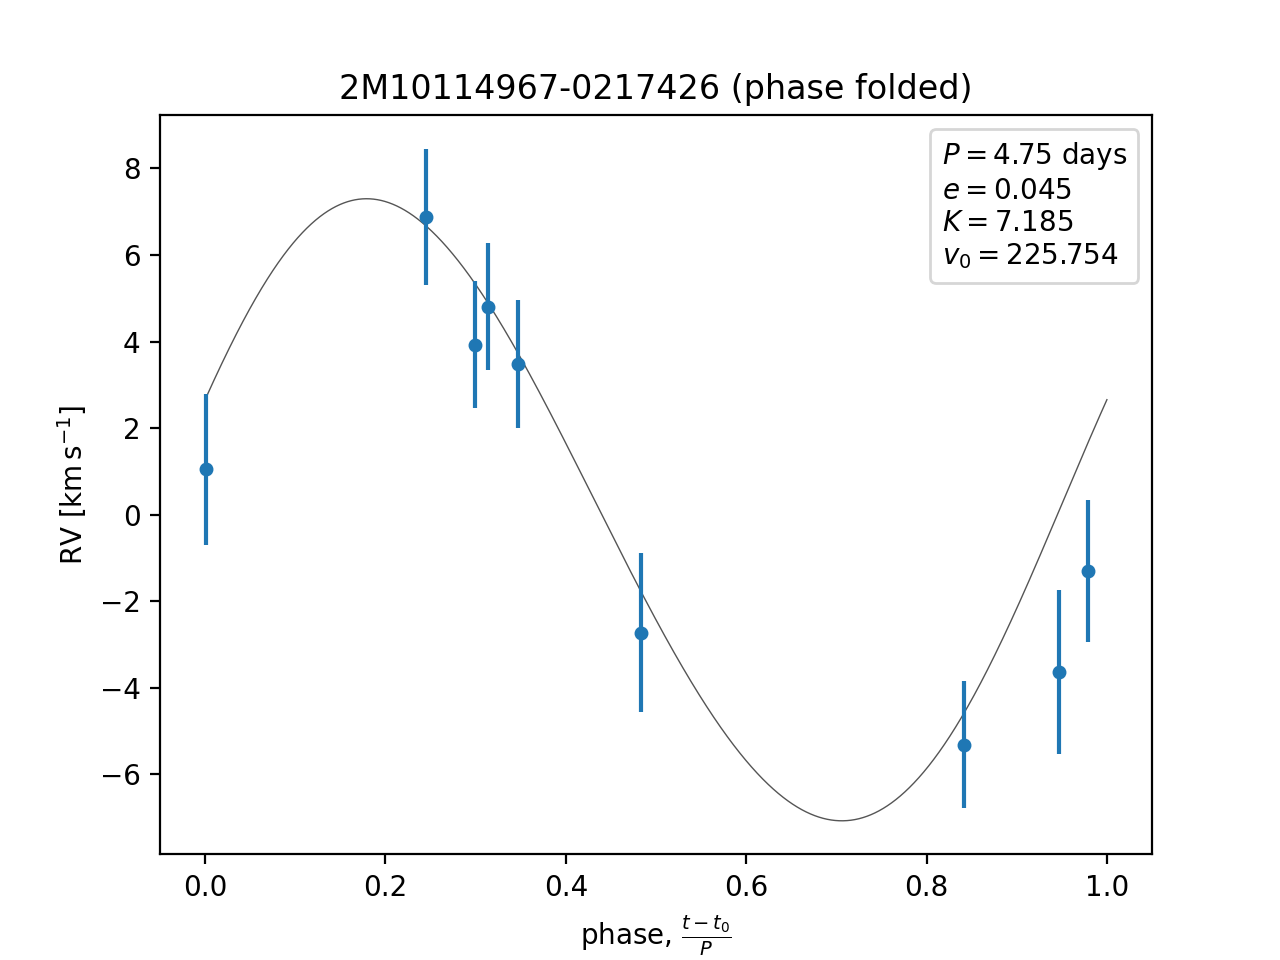 2M10114967-0217426 (phase folded)
P = 4.75 days
e = 0.045
K = 7.185
v₀ = 225.754
8
6
4
2
0
−2
−4
−6
RV [km s⁻¹]
0.0 0.2 0.4 0.6 0.8 1.0
phase, (t − t₀)/P